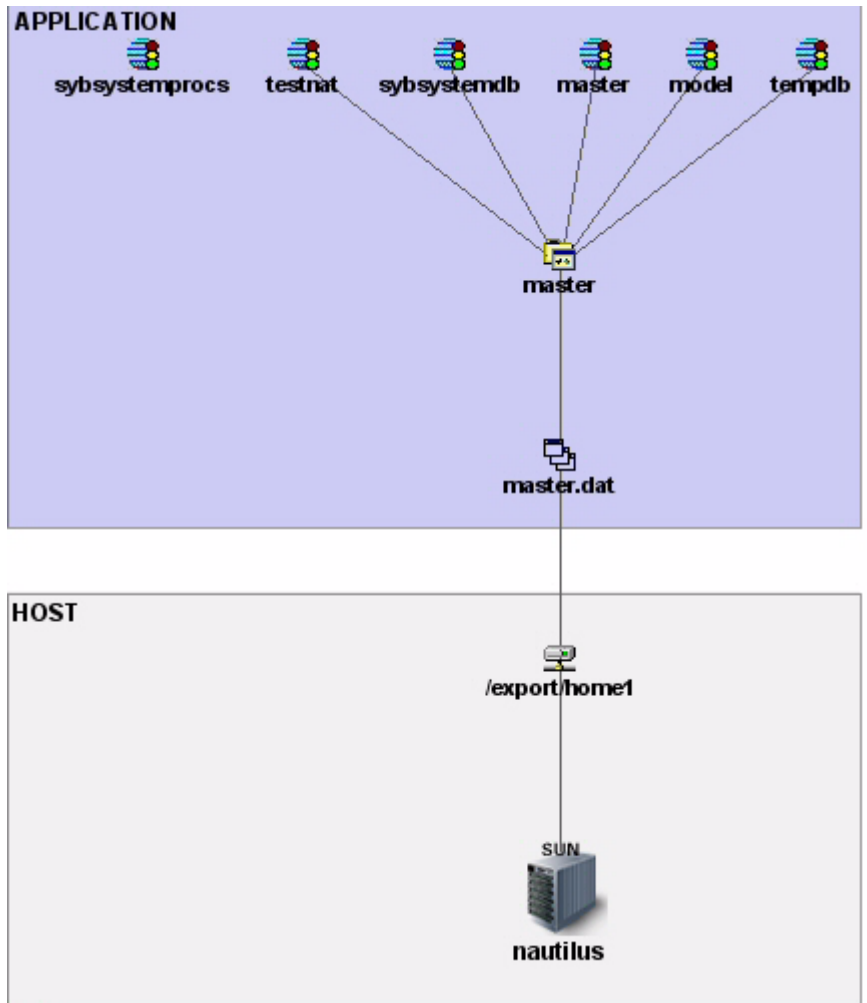 APPLICATION
sybsystemprocs testnat sybsystemdb master model tempdb
master
master.dat
HOST
/export/home1
SUN
nautilus